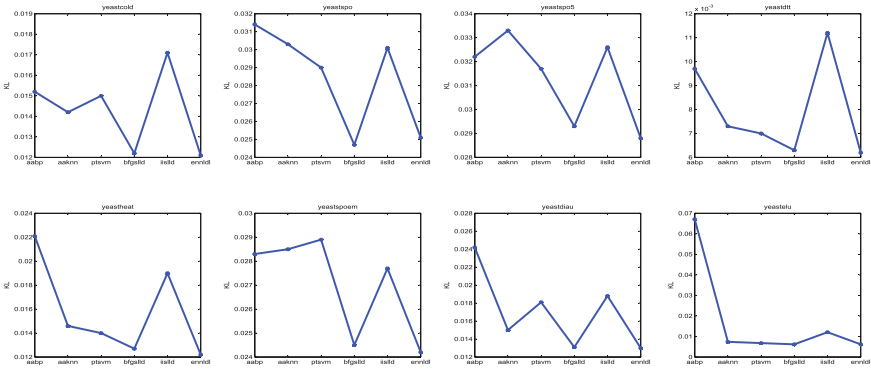 yeastcold
KL
0.019
0.018
0.017
0.016
0.015
0.014
0.013
0.012
aabp aaknn ptsvm bfgslld iislld ennldl
yeastspo
KL
0.032
0.031
0.03
0.029
0.028
0.027
0.026
0.025
0.024
aabp aaknn ptsvm bfgslld iislld ennldl
yeastspo5
KL
0.034
0.033
0.032
0.031
0.03
0.029
0.028
aabp aaknn ptsvm bfgslld iislld ennldl
yeastdtt
× 10⁻³
KL
12
11
10
9
8
7
6
aabp aaknn ptsvm bfgslld iislld ennldl
yeastheat
KL
0.024
0.022
0.02
0.018
0.016
0.014
0.012
aabp aaknn ptsvm bfgslld iislld ennldl
yeastspoem
KL
0.03
0.029
0.028
0.027
0.026
0.025
0.024
aabp aaknn ptsvm bfgslld iislld ennldl
yeastdiau
KL
0.028
0.026
0.024
0.022
0.02
0.018
0.016
0.014
0.012
aabp aaknn ptsvm bfgslld iislld ennldl
yeastelu
KL
0.07
0.06
0.05
0.04
0.03
0.02
0.01
0
aabp aaknn ptsvm bfgslld iislld ennldl